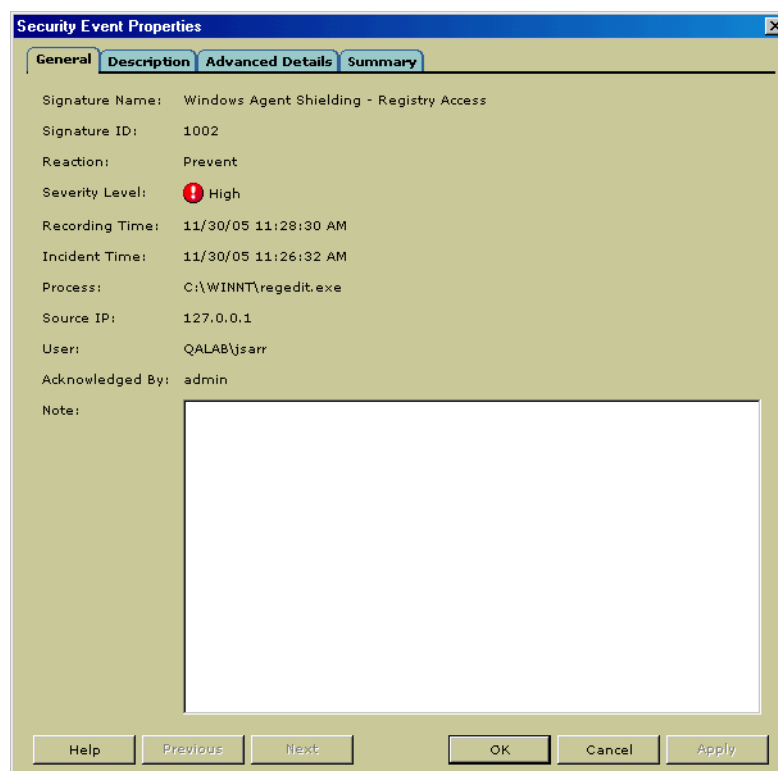 Security Event Properties
General Description Advanced Details Summary
Signature Name: Windows Agent Shielding - Registry Access
Signature ID: 1002
Reaction: Prevent
Severity Level: High
Recording Time: 11/30/05 11:28:30 AM
Incident Time: 11/30/05 11:26:32 AM
Process: C:\WINNT\regedit.exe
Source IP: 127.0.0.1
User: QALAB\jsarr
Acknowledged By: admin
Note:
Help Previous Next OK Cancel Apply